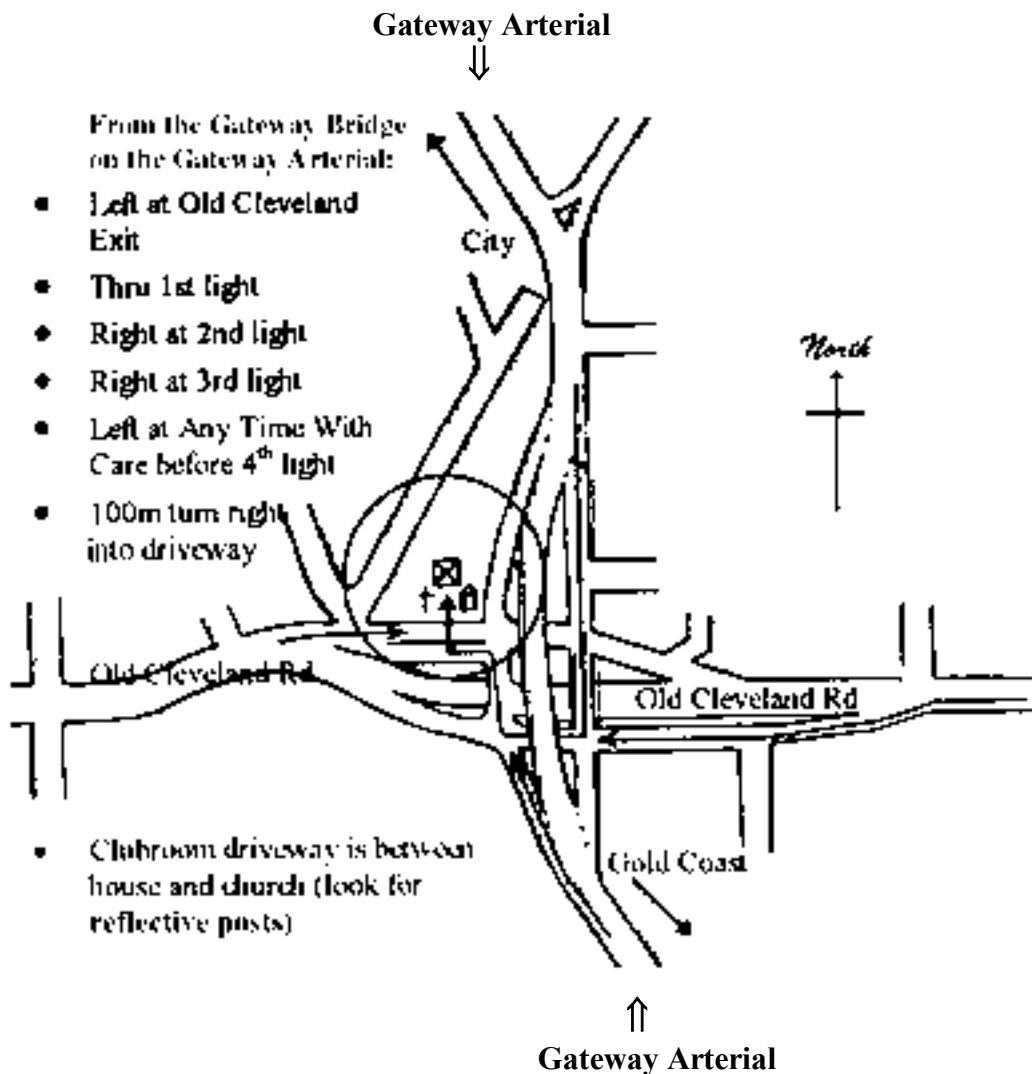 Gateway Arterial
⇓
From the Gateway Bridge
on the Gateway Arterial:
• Left at Old Cleveland
Exit
• Thru 1st light
• Right at 2nd light
• Right at 3rd light
• Left at Any Time With
Care before 4th light
• 100m turn right
into driveway
City
North
Old Cleveland Rd
Old Cleveland Rd
• Clubroom driveway is between
house and church (look for
reflective posts)
Gold Coast
⇑
Gateway Arterial